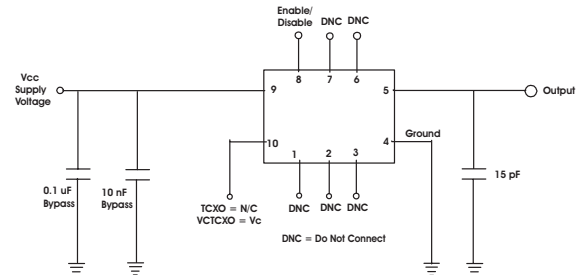 Enable/
Disable DNC DNC
8 7 6
Vcc
Supply
Voltage
9 5
Output
10 4 Ground
1 2 3
0.1 uF
Bypass
10 nF
Bypass
15 pF
TCXO = N/C
VCTCXO = Vc
DNC DNC DNC
DNC = Do Not Connect